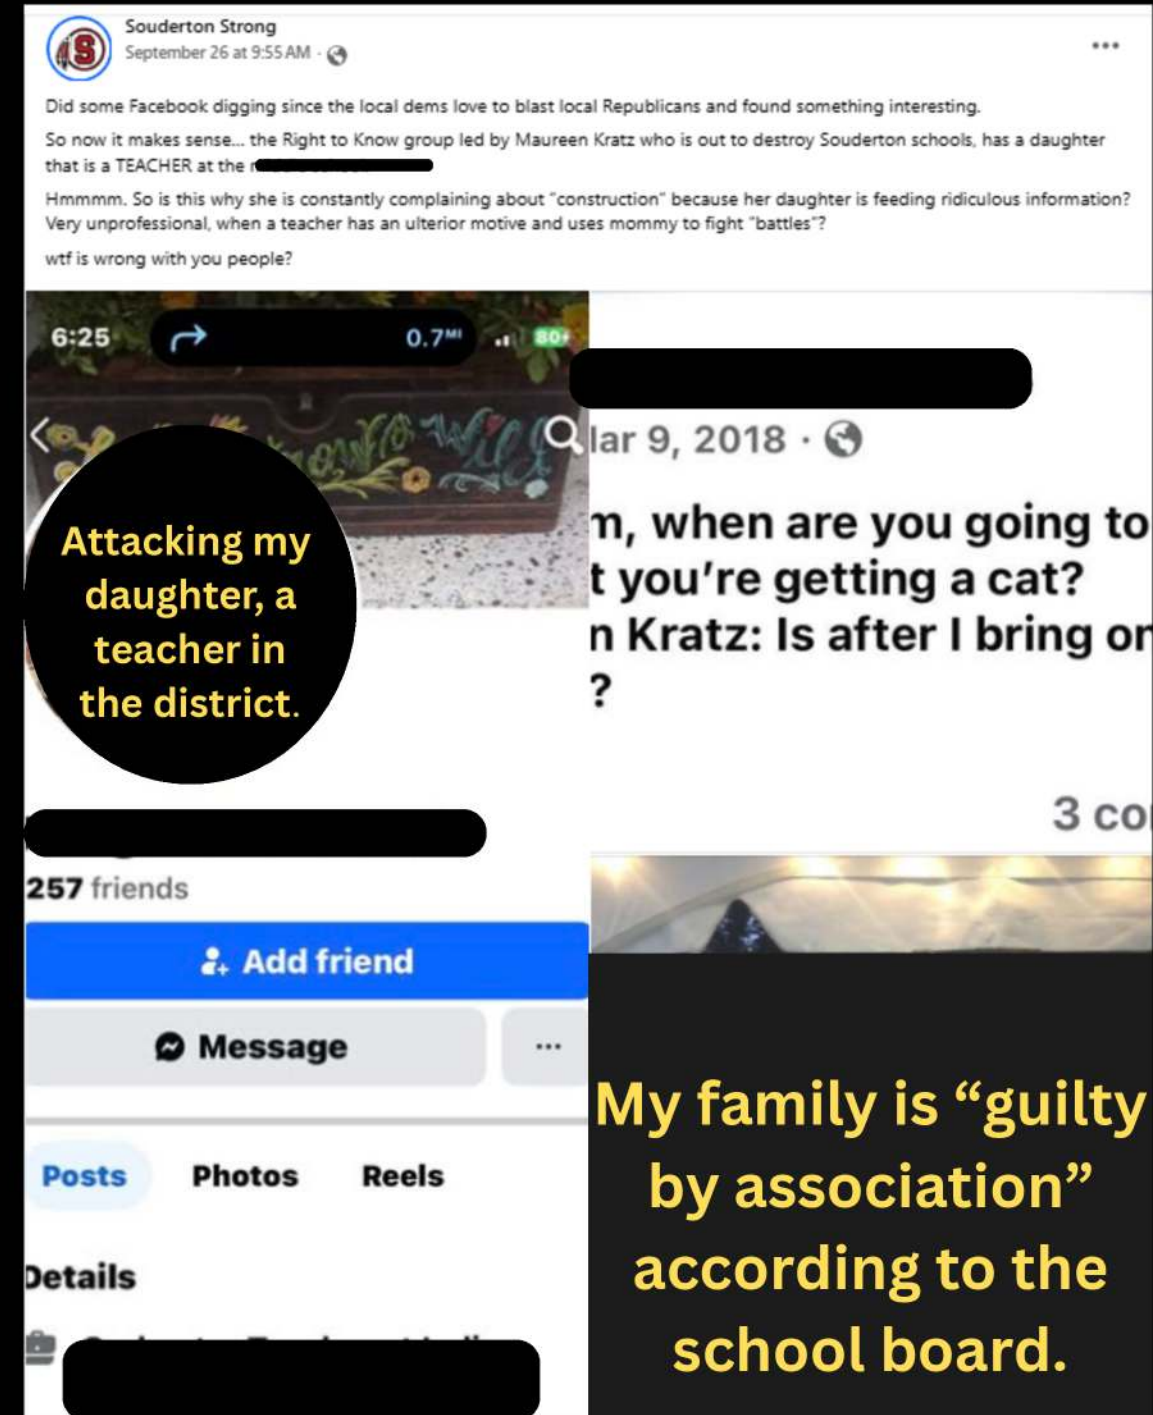 Souderton Strong
September 26 at 9:55 AM ·
Did some Facebook digging since the local dems love to blast local Republicans and found something interesting.
So now it makes sense... the Right to Know group led by Maureen Kratz who is out to destroy Souderton schools, has a daughter
that is a TEACHER at the
Hmmmm. So is this why she is constantly complaining about "construction" because her daughter is feeding ridiculous information?
Very unprofessional, when a teacher has an ulterior motive and uses mommy to fight "battles"?
wtf is wrong with you people?
6:25
0.7 MI
80
Attacking my
daughter, a
teacher in
the district.
257 friends
Add friend
Message
Posts Photos Reels
Details
lar 9, 2018 ·
m, when are you going to
t you're getting a cat?
n Kratz: Is after I bring or
?
3 co
My family is “guilty
by association”
according to the
school board.